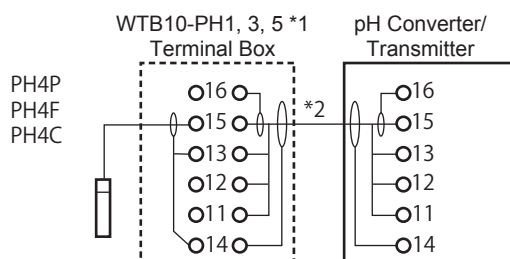 WTB10-PH1, 3, 5 *1
Terminal Box
pH Converter/
Transmitter
PH4P
PH4F
PH4C
16
15
13
12
11
14
*2
16
15
13
12
11
14